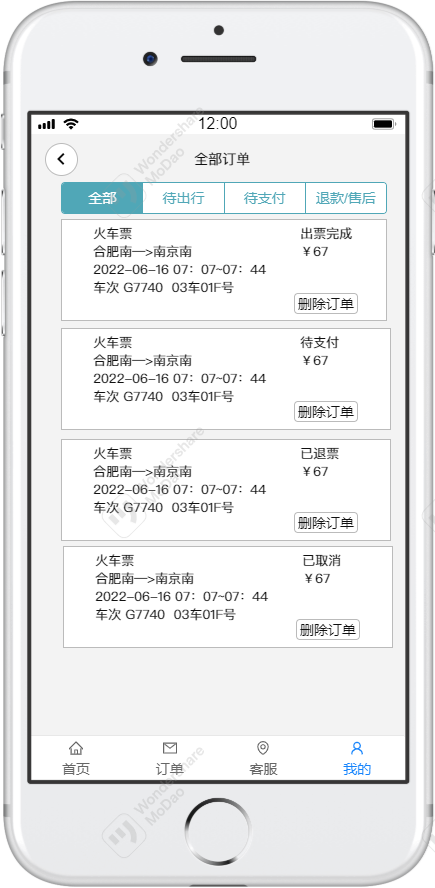 12:00
全部订单
全部 待出行 待支付 退款/售后
火车票 出票完成
合肥南—>南京南 ￥67
2022-06-16 07：07~07：44
车次 G7740 03车01F号
删除订单
火车票 待支付
合肥南—>南京南 ￥67
2022-06-16 07：07~07：44
车次 G7740 03车01F号
删除订单
火车票 已退票
合肥南—>南京南 ￥67
2022-06-16 07：07~07：44
车次 G7740 03车01F号
删除订单
火车票 已取消
合肥南—>南京南 ￥67
2022-06-16 07：07~07：44
车次 G7740 03车01F号
删除订单
首页 订单 客服 我的
Wondershare
MoDao
Wondershare
MoDao
Wondershare
MoDao